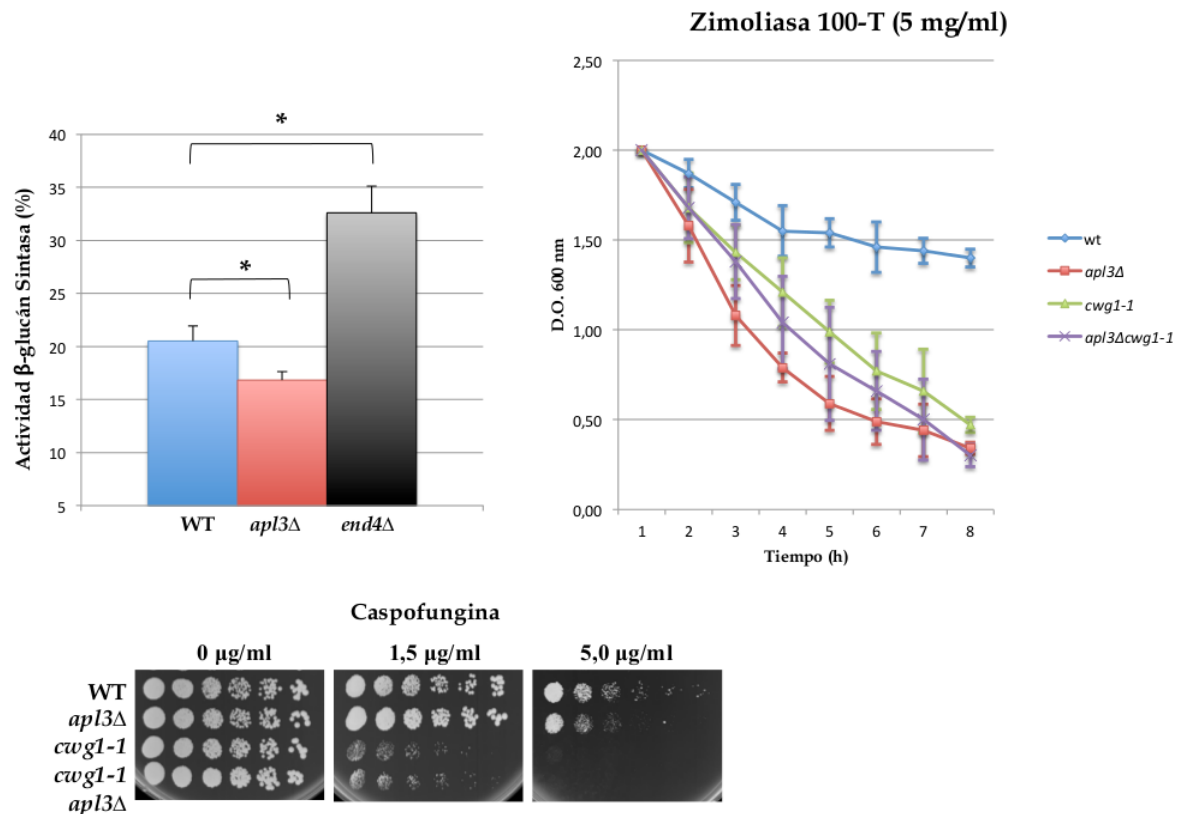 Zimoliasa 100-T (5 mg/ml)
Actividad β-glucán Sintasa (%)
40
35
30
25
20
15
10
5
*
*
WT apl3Δ end4Δ
D.O. 600 nm
2,50
2,00
1,50
1,00
0,50
0,00
1 2 3 4 5 6 7 8
Tiempo (h)
wt
apl3Δ
cwg1-1
apl3Δcwg1-1
Caspofungina
0 µg/ml 1,5 µg/ml 5,0 µg/ml
WT
apl3Δ
cwg1-1
cwg1-1
apl3Δ